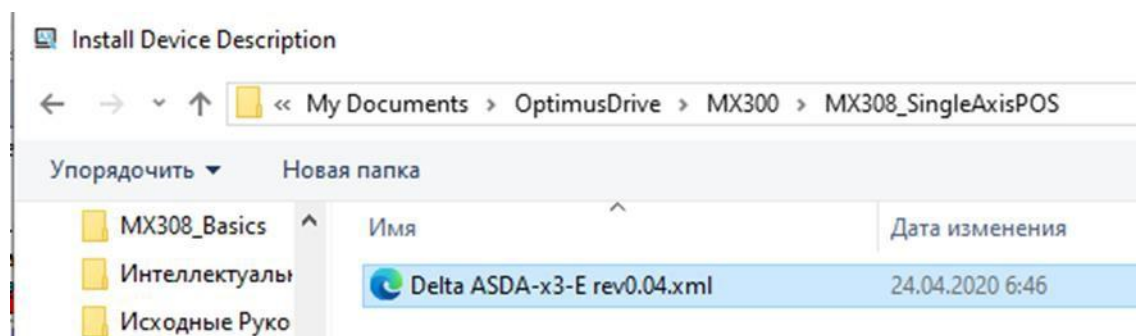 Install Device Description
« My Documents > OptimusDrive > MX300 > MX308_SingleAxisPOS
Упорядочить Новая папка
MX308_Basics Имя Дата изменения
Интеллектуальн Delta ASDA-x3-E rev0.04.xml 24.04.2020 6:46
Исходные Руко